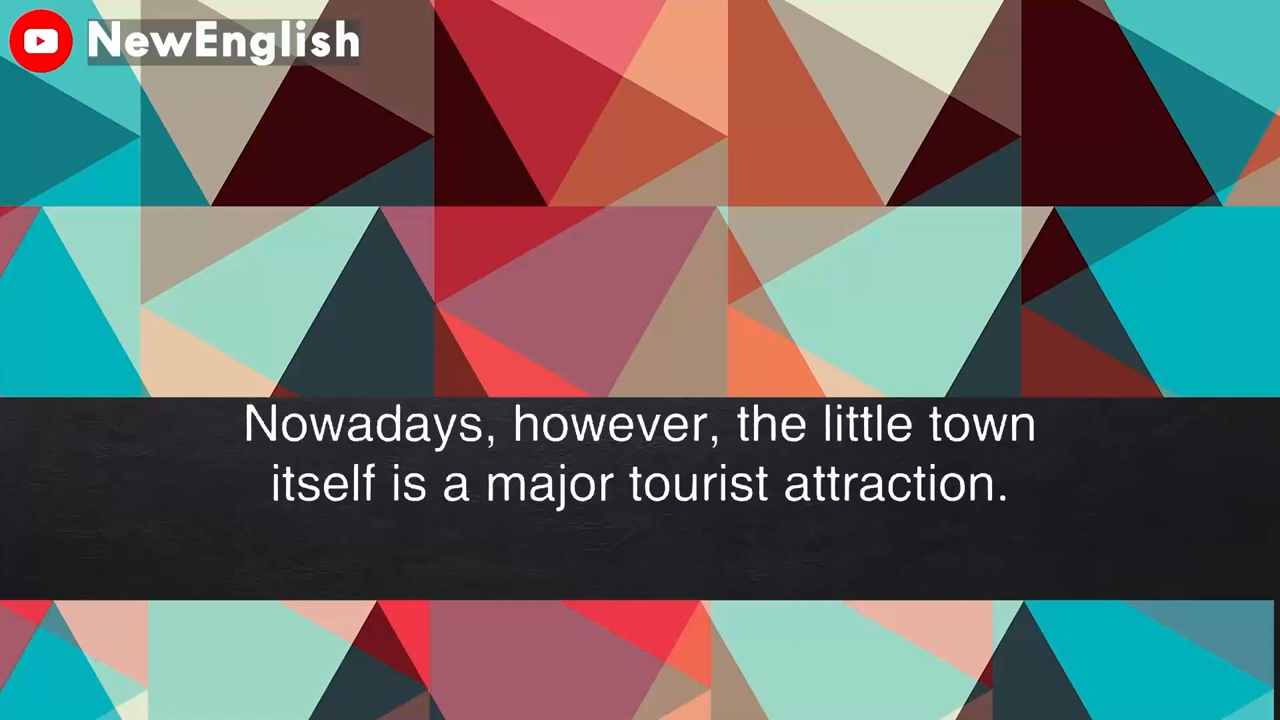 NewEnglish
Nowadays, however, the little town
itself is a major tourist attraction.